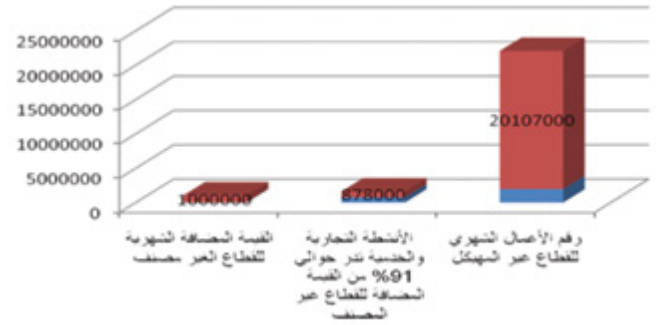 25000000
20000000
15000000
10000000
5000000
0
1000000
878000
20107000
القيمة المضافة الشهرية
للقطاع الغير مصنف
الأنشطة التجارية
والخدمية تدر حوالي
91% من القيمة
المضافة للقطاع غير
المصنف
رقم الأعمال الشهري
للقطاع غير المهيكل